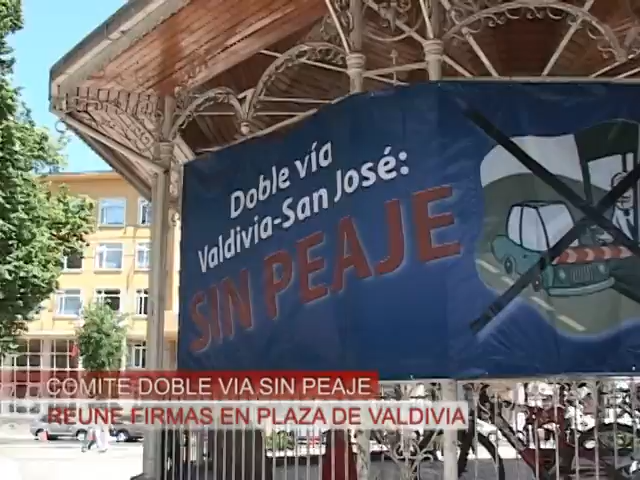 Doble vía
Valdivia-San José:
SIN PEAJE
COMITE DOBLE VIA SIN PEAJE
REUNE FIRMAS EN PLAZA DE VALDIVIA